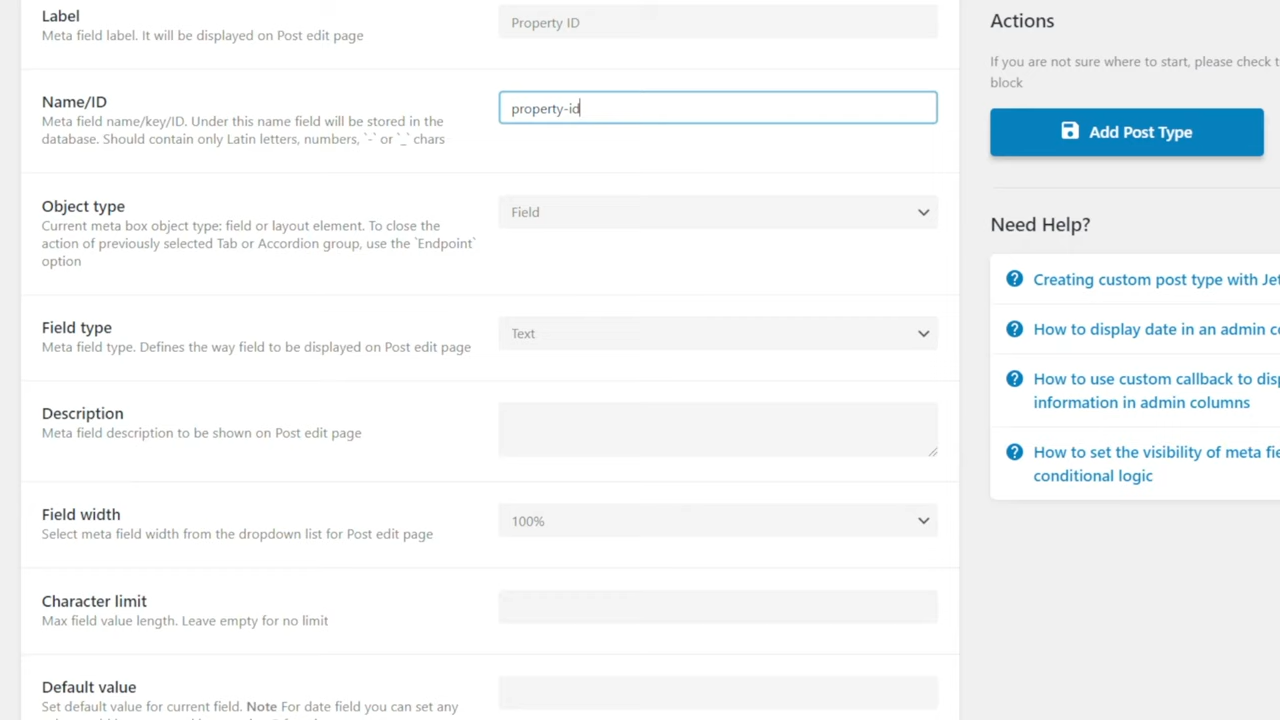 Label
Meta field label. It will be displayed on Post edit page
Property ID
Name/ID
Meta field name/key/ID. Under this name field will be stored in the
database. Should contain only Latin letters, numbers, `-` or `_` chars
property-id
Object type
Current meta box object type: field or layout element. To close the
action of previously selected Tab or Accordion group, use the `Endpoint`
option
Field
Field type
Meta field type. Defines the way field to be displayed on Post edit page
Text
Description
Meta field description to be shown on Post edit page
Field width
Select meta field width from the dropdown list for Post edit page
100%
Character limit
Max field value length. Leave empty for no limit
Default value
Set default value for current field. Note For date field you can set any
Actions
If you are not sure where to start, please check t
block
Add Post Type
Need Help?
Creating custom post type with Jet
How to display date in an admin co
How to use custom callback to disp
information in admin columns
How to set the visibility of meta fie
conditional logic